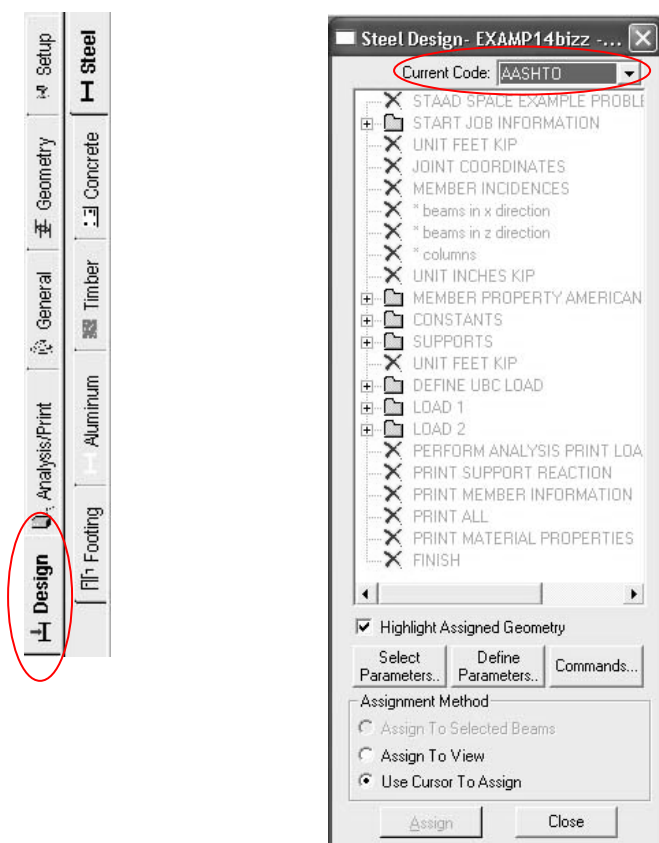 Setup
Geometry
General
Analysis/Print
Design
Steel
Concrete
Timber
Aluminum
Footing
Steel Design- EXAMP14bizz - ...
Current Code: AASHTO
STAAD SPACE EXAMPLE PROBLE
START JOB INFORMATION
UNIT FEET KIP
JOINT COORDINATES
MEMBER INCIDENCES
* beams in x direction
* beams in z direction
* columns
UNIT INCHES KIP
MEMBER PROPERTY AMERICAN
CONSTANTS
SUPPORTS
UNIT FEET KIP
DEFINE UBC LOAD
LOAD 1
LOAD 2
PERFORM ANALYSIS PRINT LOA
PRINT SUPPORT REACTION
PRINT MEMBER INFORMATION
PRINT ALL
PRINT MATERIAL PROPERTIES
FINISH
Highlight Assigned Geometry
Select Define Commands...
Parameters.. Parameters..
Assignment Method
Assign To Selected Beams
Assign To View
Use Cursor To Assign
Assign Close